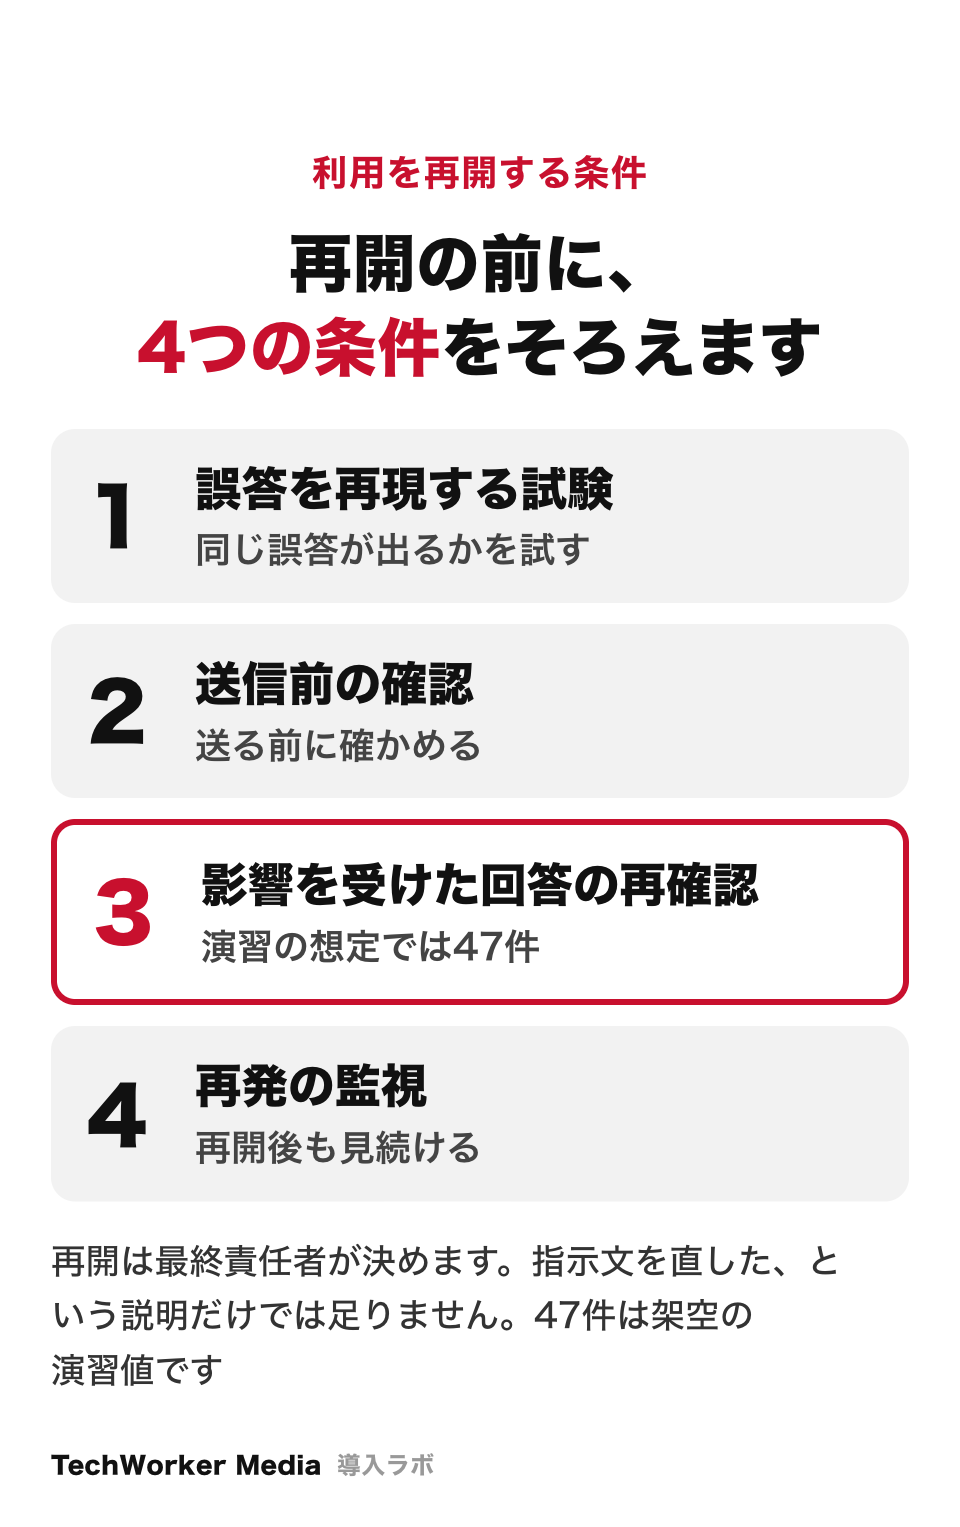 利用を再開する条件
再開の前に、
4つの条件をそろえます
1
誤答を再現する試験
同じ誤答が出るかを試す
2
送信前の確認
送る前に確かめる
3
影響を受けた回答の再確認
演習の想定では47件
4
再発の監視
再開後も見続ける
再開は最終責任者が決めます。指示文を直した、と
いう説明だけでは足りません。47件は架空の
演習値です
TechWorker Media 導入ラボ